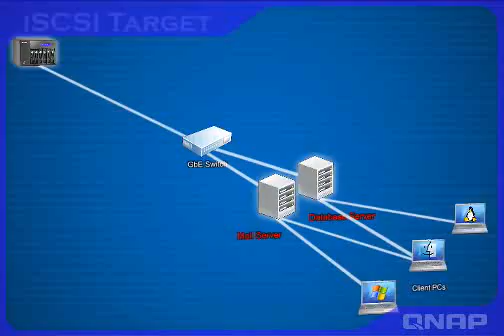 iSCSI Target
GbE Switch
Database Server
Mail Server
Client PCs
QNAP